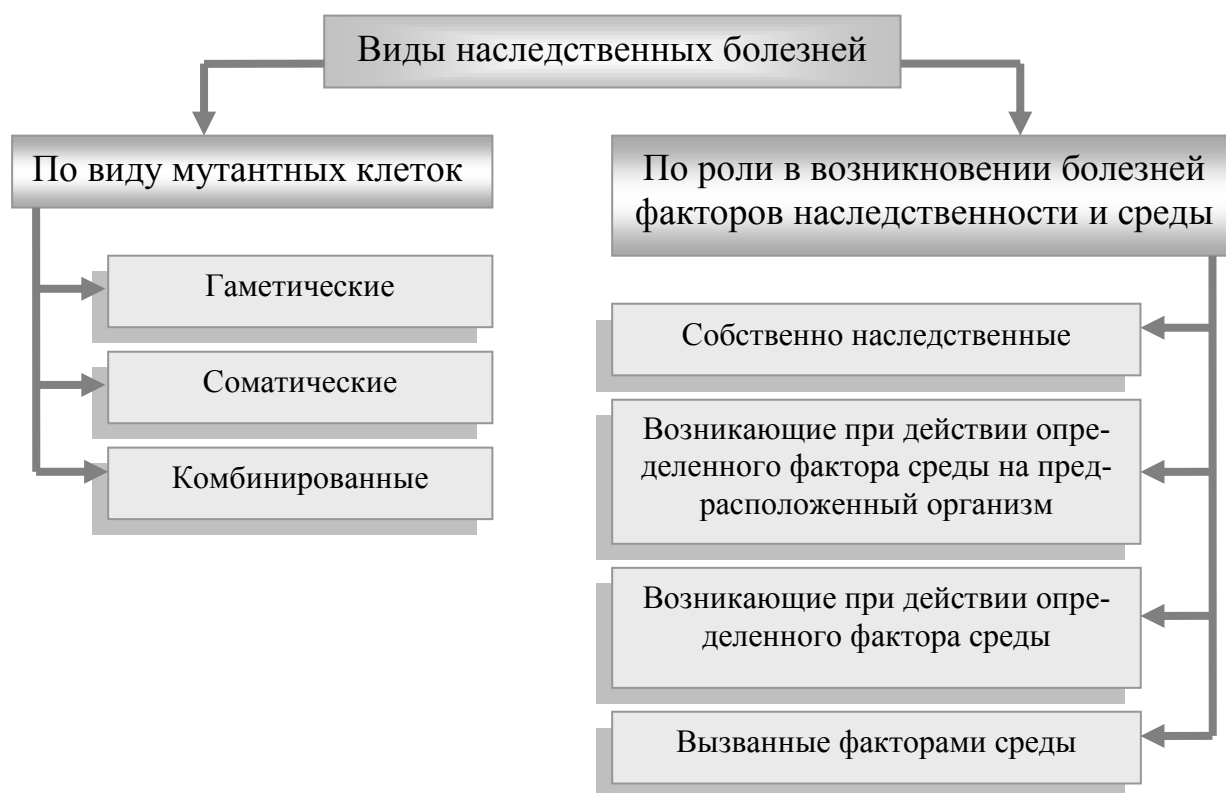 Виды наследственных болезней
По виду мутантных клеток
Гаметические
Соматические
Комбинированные
По роли в возникновении болезней
факторов наследственности и среды
Собственно наследственные
Возникающие при действии опре-
деленного фактора среды на пред-
расположенный организм
Возникающие при действии опре-
деленного фактора среды
Вызванные факторами среды